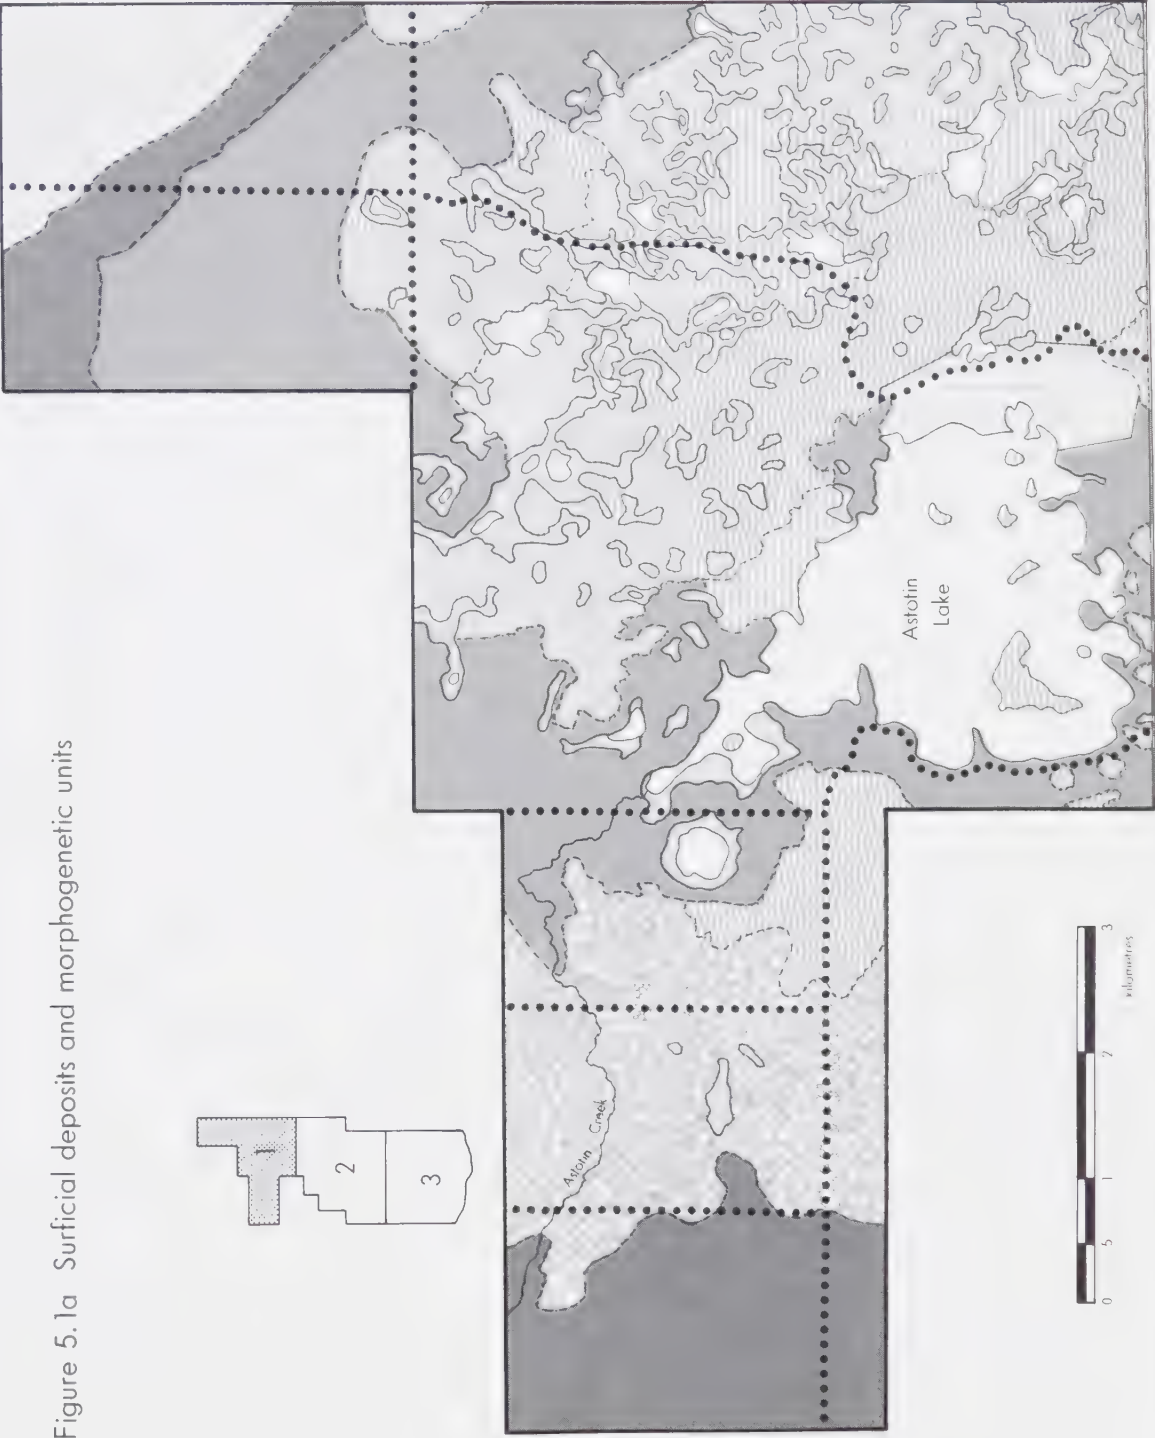 Figure 5.1a Surficial deposits and morphogenetic units
1
2
3
Astotin Creek
Astotin
Lake
0 5 1 2 3
kilometres